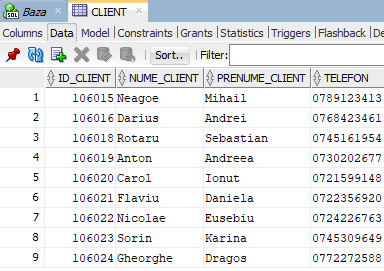 SQL Baza CLIENT
Columns Data Model Constraints Grants Statistics Triggers Flashback De
Sort.. Filter:
ID_CLIENT NUME_CLIENT PRENUME_CLIENT TELEFON
1 106015 Neagoe Mihail 0789123413
2 106016 Darius Andrei 0768423461
3 106018 Rotaru Sebastian 0745161954
4 106019 Anton Andreea 0730202677
5 106020 Carol Ionut 0721599148
6 106021 Flaviu Daniela 0722356920
7 106022 Nicolae Eusebiu 0724226763
8 106023 Sorin Karina 0745309649
9 106024 Gheorghe Dragos 0772272588